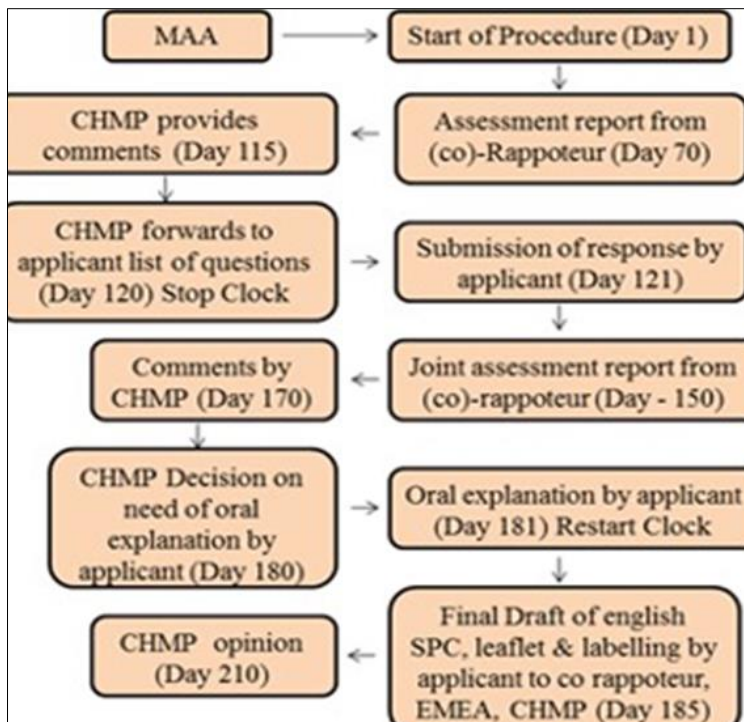 MAA
Start of Procedure (Day 1)
Assessment report from
(co)-Rappoteur (Day 70)
CHMP provides
comments (Day 115)
CHMP forwards to
applicant list of questions
(Day 120) Stop Clock
Submission of response by
applicant (Day 121)
Joint assessment report from
(co)-rappoteur (Day - 150)
Comments by
CHMP (Day 170)
CHMP Decision on
need of oral
explanation by
applicant (Day 180)
Oral explanation by applicant
(Day 181) Restart Clock
Final Draft of english
SPC, leaflet & labelling by
applicant to co rappoteur,
EMEA, CHMP (Day 185)
CHMP opinion
(Day 210)